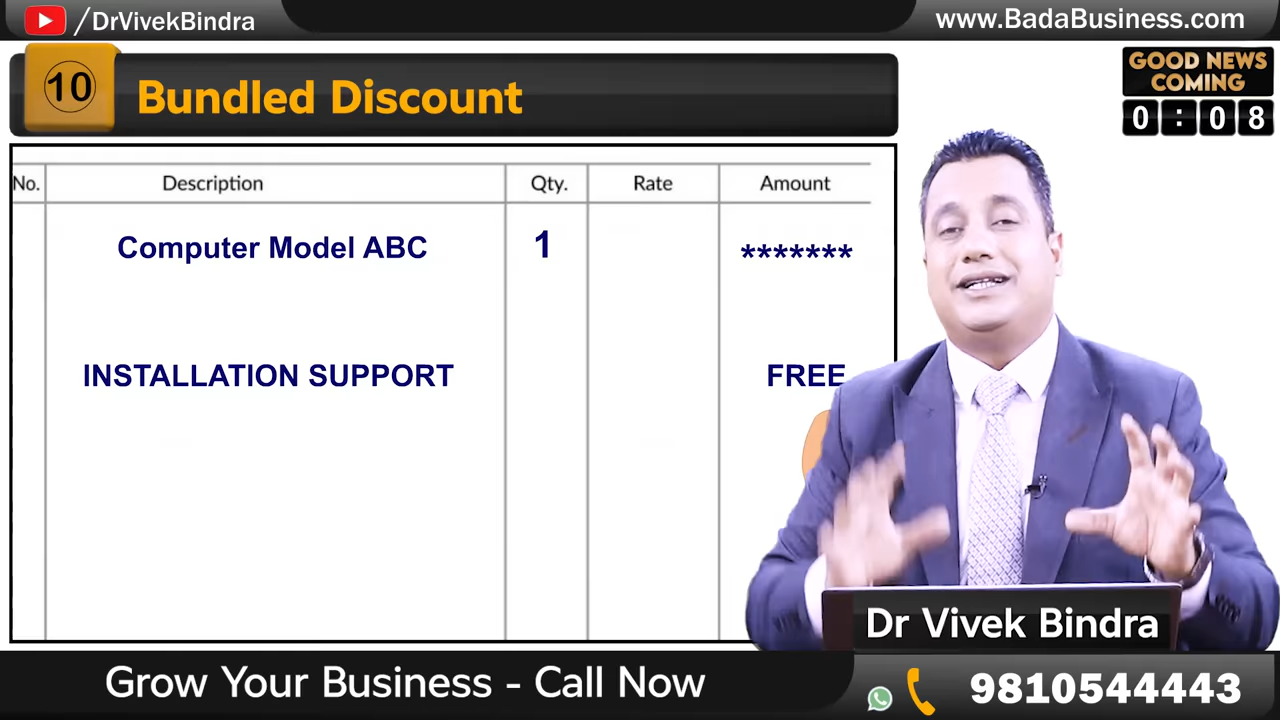 /DrVivekBindra
www.BadaBusiness.com
10
Bundled Discount
GOOD NEWS
COMING
0 : 0 8
No. Description Qty. Rate Amount
Computer Model ABC 1 *******
INSTALLATION SUPPORT FREE
Dr Vivek Bindra
Grow Your Business - Call Now
9810544443